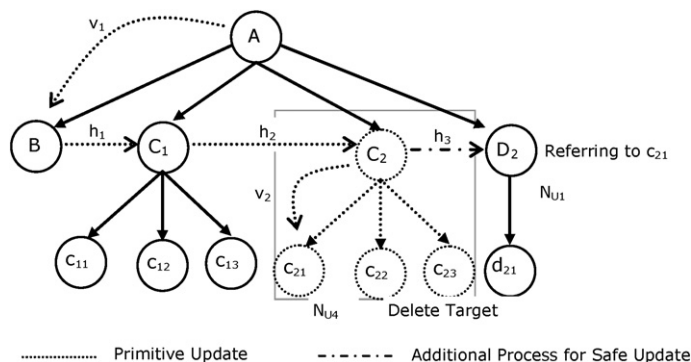 v1
A
B
h1
C1
h2
C2
h3
D2
Referring to c21
v2
NU1
c11
c12
c13
c21
c22
c23
d21
NU4
Delete Target
Primitive Update
Additional Process for Safe Update